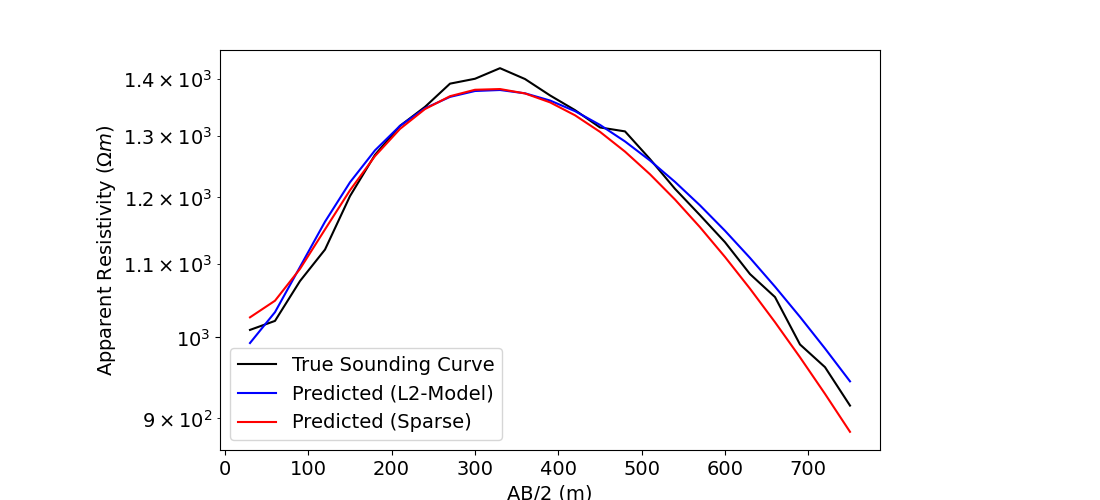 1.4 × 10³
1.3 × 10³
1.2 × 10³
1.1 × 10³
10³
9 × 10²
Apparent Resistivity (Ωm)
True Sounding Curve
Predicted (L2-Model)
Predicted (Sparse)
0 100 200 300 400 500 600 700
AB/2 (m)